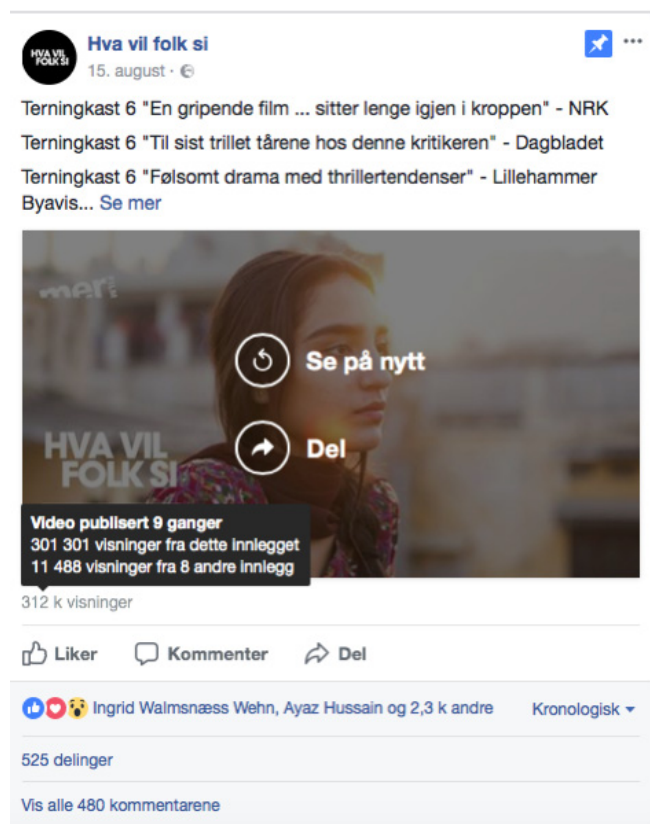 HVA VIL
FOLK SI
Hva vil folk si
15. august ·
Terningkast 6 "En gripende film ... sitter lenge igjen i kroppen" - NRK
Terningkast 6 "Til sist trillet tårene hos denne kritikeren" - Dagbladet
Terningkast 6 "Følsomt drama med thrillertendenser" - Lillehammer
Byavis... Se mer
mer
Se på nytt
Del
HVA VIL
FOLK SI
Video publisert 9 ganger
301 301 visninger fra dette innlegget
11 488 visninger fra 8 andre innlegg
312 k visninger
Liker Kommenter Del
Ingrid Walmsnæss Wehn, Ayaz Hussain og 2,3 k andre Kronologisk
525 delinger
Vis alle 480 kommentarene